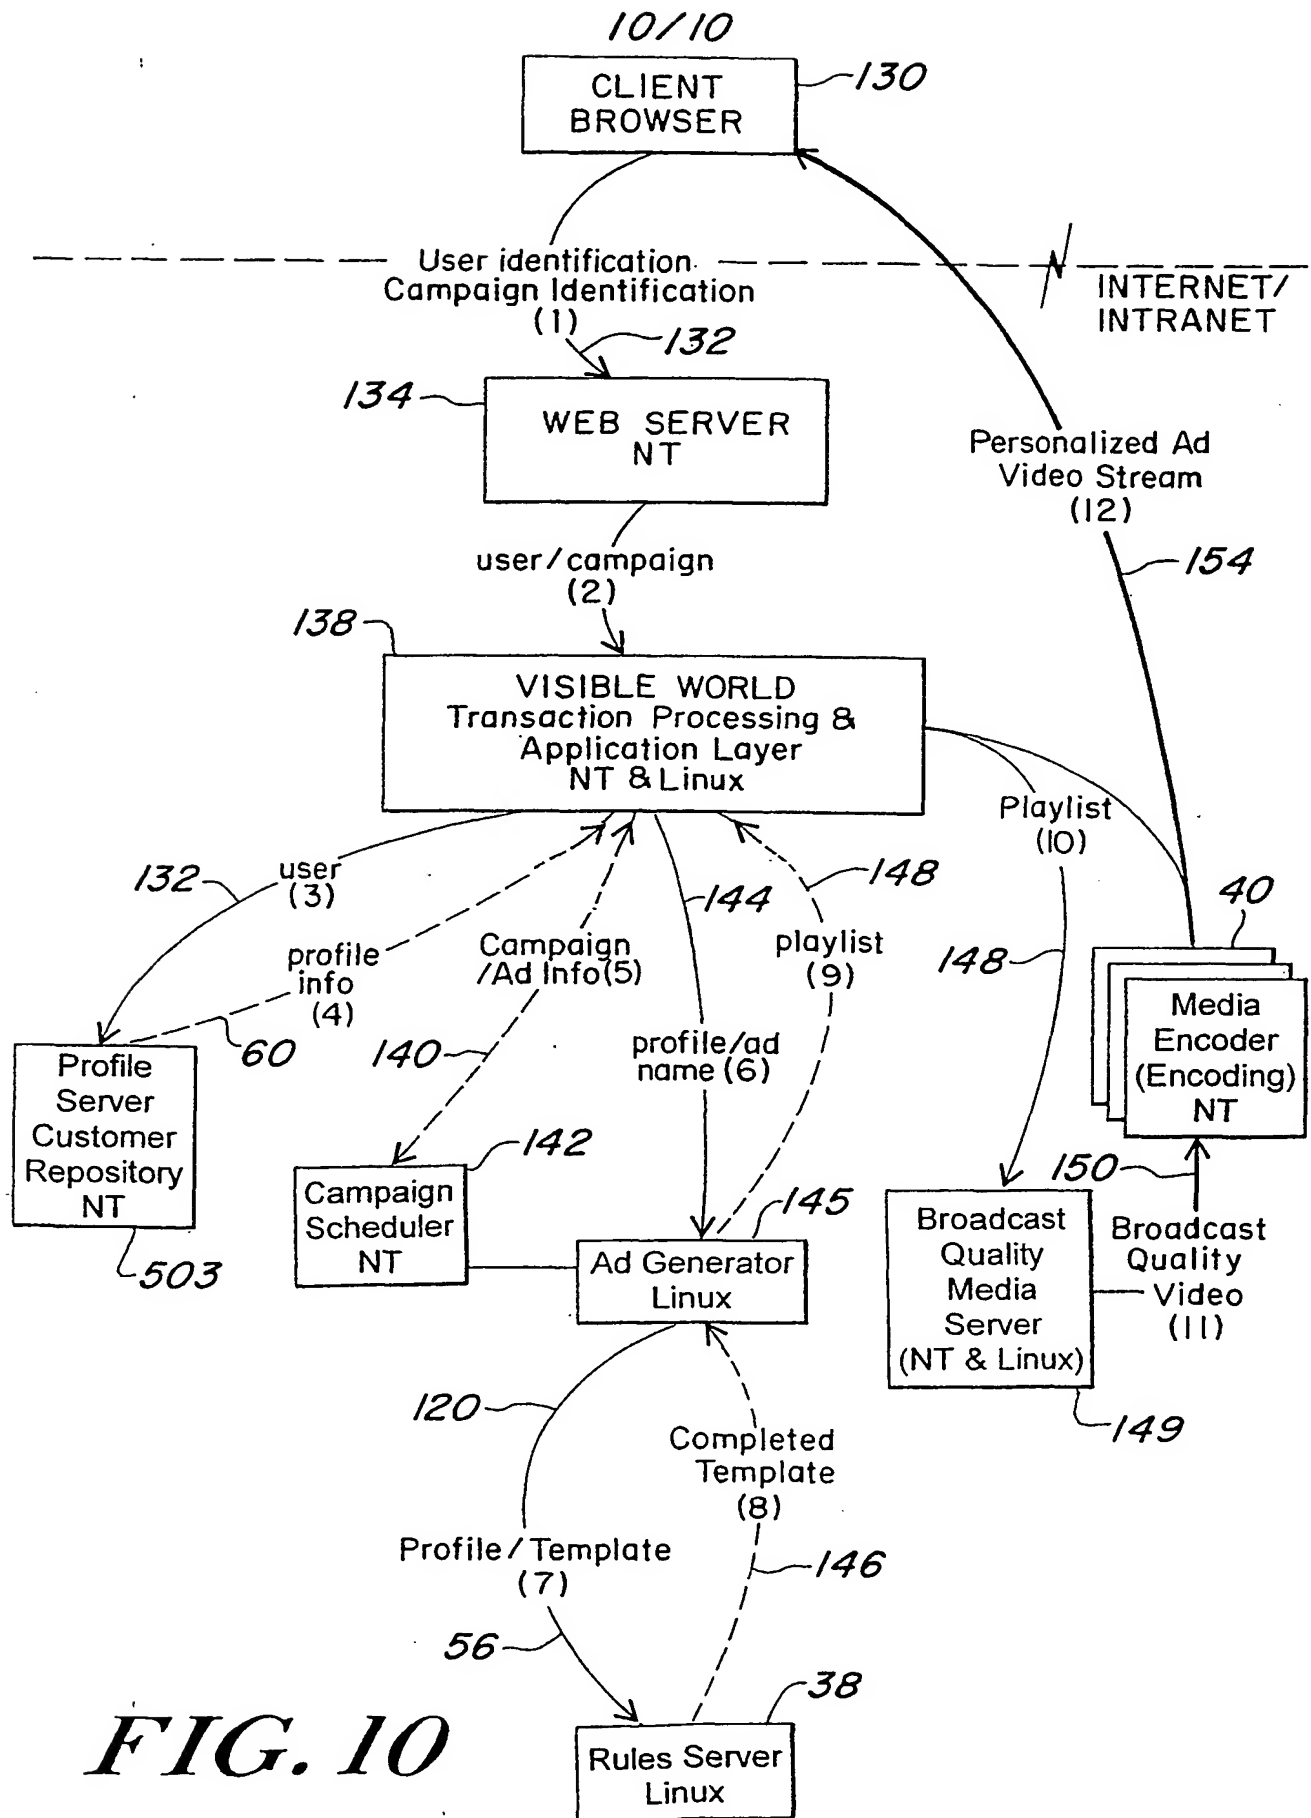 10/10
CLIENT
BROWSER
130
User identification
Campaign Identification
(1)
INTERNET/
INTRANET
132
134
WEB SERVER
NT
Personalized Ad
Video Stream
(12)
user/campaign
(2)
154
138
VISIBLE WORLD
Transaction Processing &
Application Layer
NT & Linux
Playlist
(10)
132
user
(3)
148
144
40
profile
info
(4)
Campaign
/Ad Info(5)
playlist
(9)
148
Media
Encoder
(Encoding)
NT
60
140
profile/ad
name (6)
Profile
Server
Customer
Repository
NT
503
142
Campaign
Scheduler
NT
145
Ad Generator
Linux
150
Broadcast
Quality
Media
Server
(NT & Linux)
Broadcast
Quality
Video
(11)
149
120
Completed
Template
(8)
Profile/Template
(7)
146
56
38
Rules Server
Linux
FIG. 10